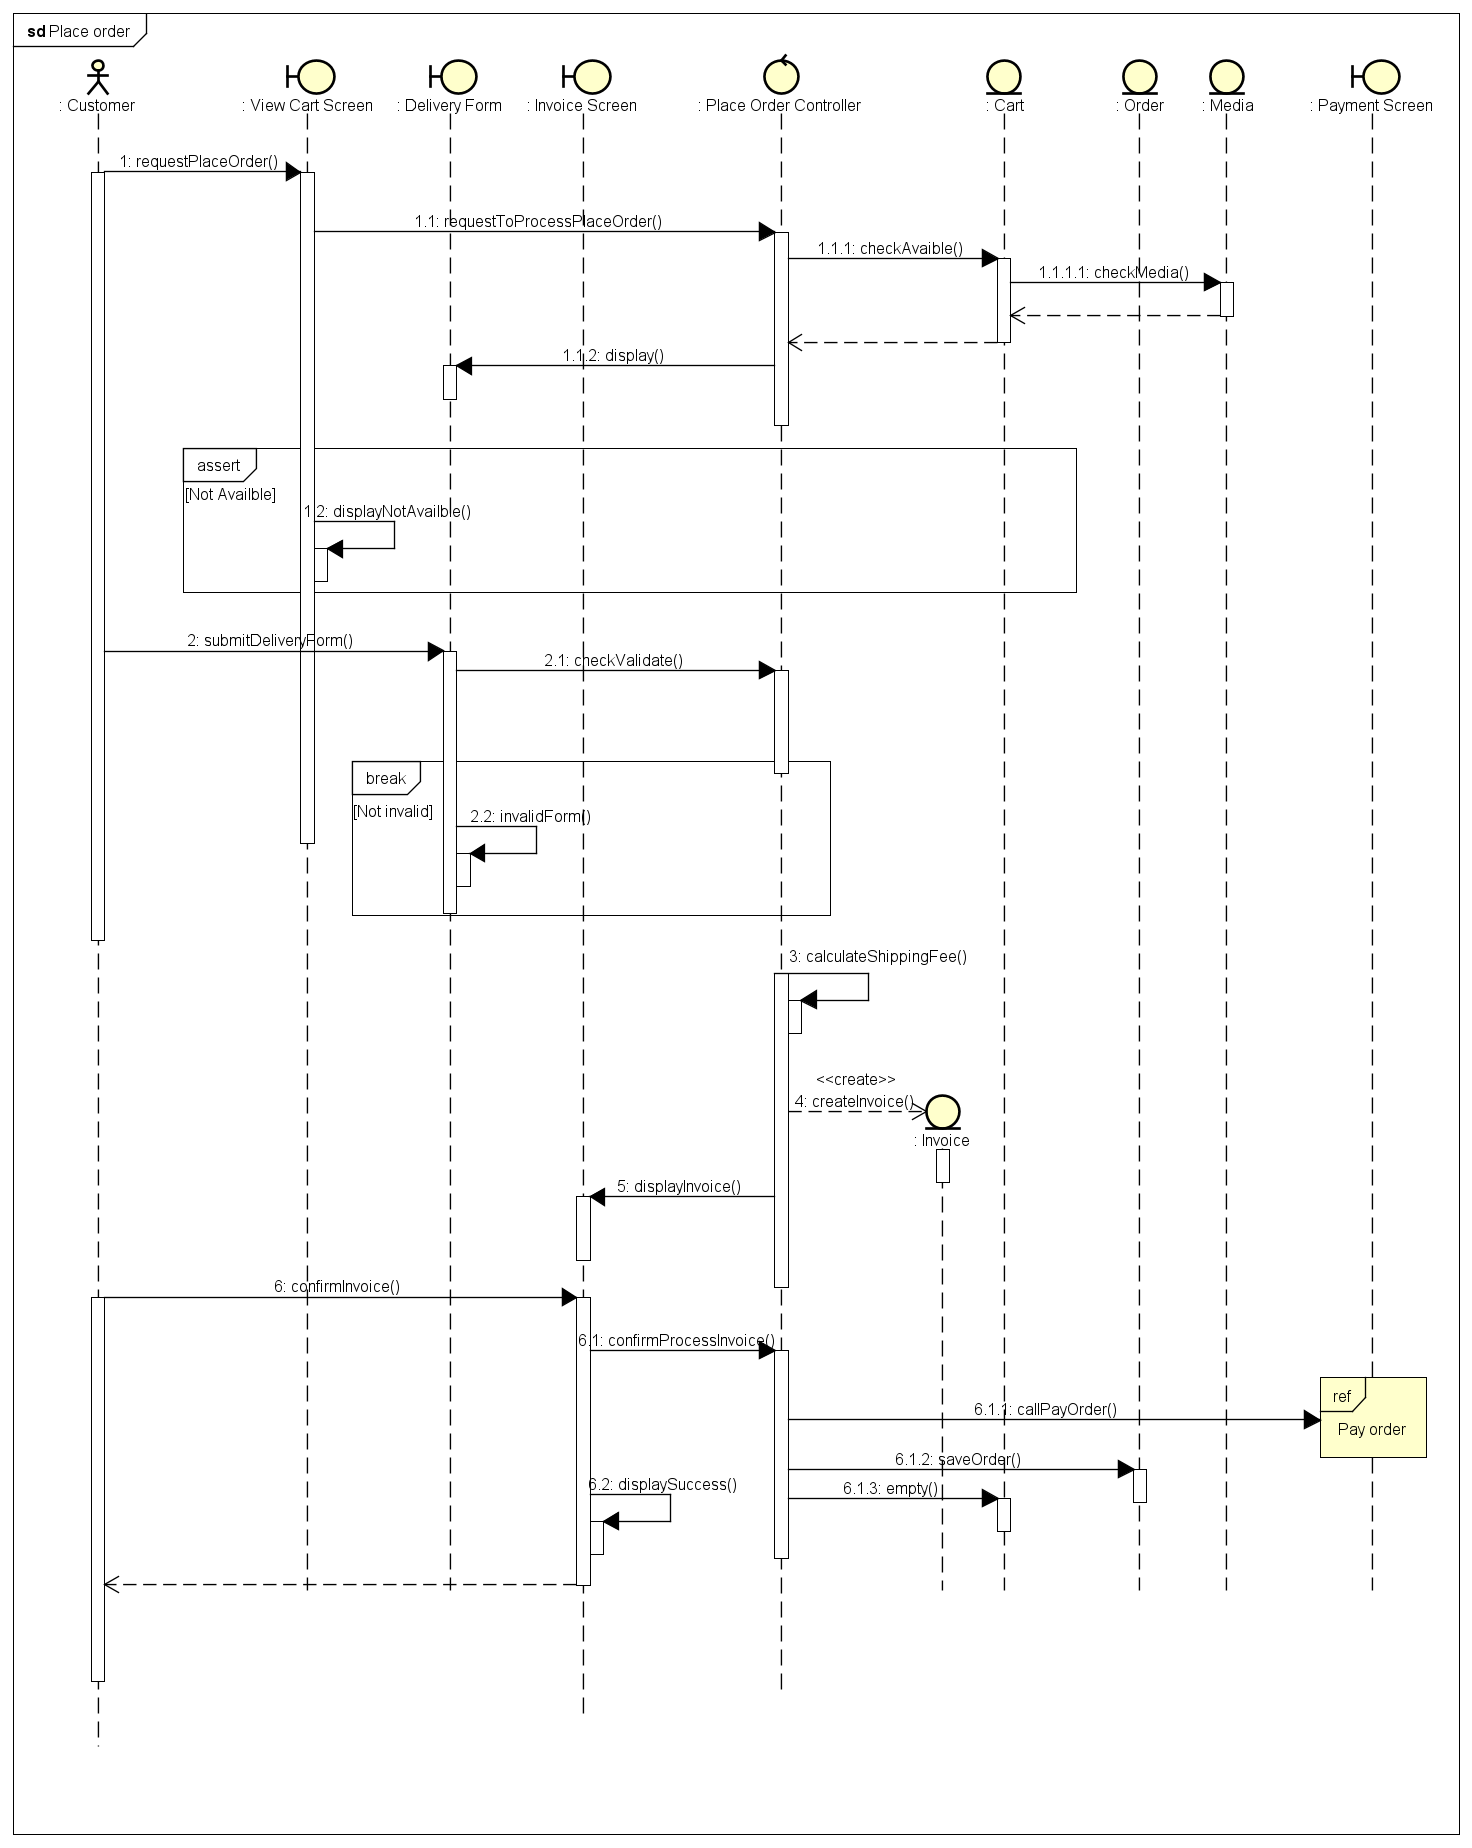 sd Place order
: Customer
: View Cart Screen
: Delivery Form
: Invoice Screen
: Place Order Controller
: Cart
: Order
: Media
: Payment Screen
1: requestPlaceOrder()
1.1: requestToProcessPlaceOrder()
1.1.1: checkAvaible()
1.1.1.1: checkMedia()
1.1.2: display()
assert
[Not Availble]
1.2: displayNotAvailble()
2: submitDeliveryForm()
2.1: checkValidate()
break
[Not invalid]
2.2: invalidForm()
3: calculateShippingFee()
<<create>>
4: createInvoice()
: Invoice
5: displayInvoice()
6: confirmInvoice()
6.1: confirmProcessInvoice()
ref
6.1.1: callPayOrder()
Pay order
6.1.2: saveOrder()
6.2: displaySuccess()
6.1.3: empty()